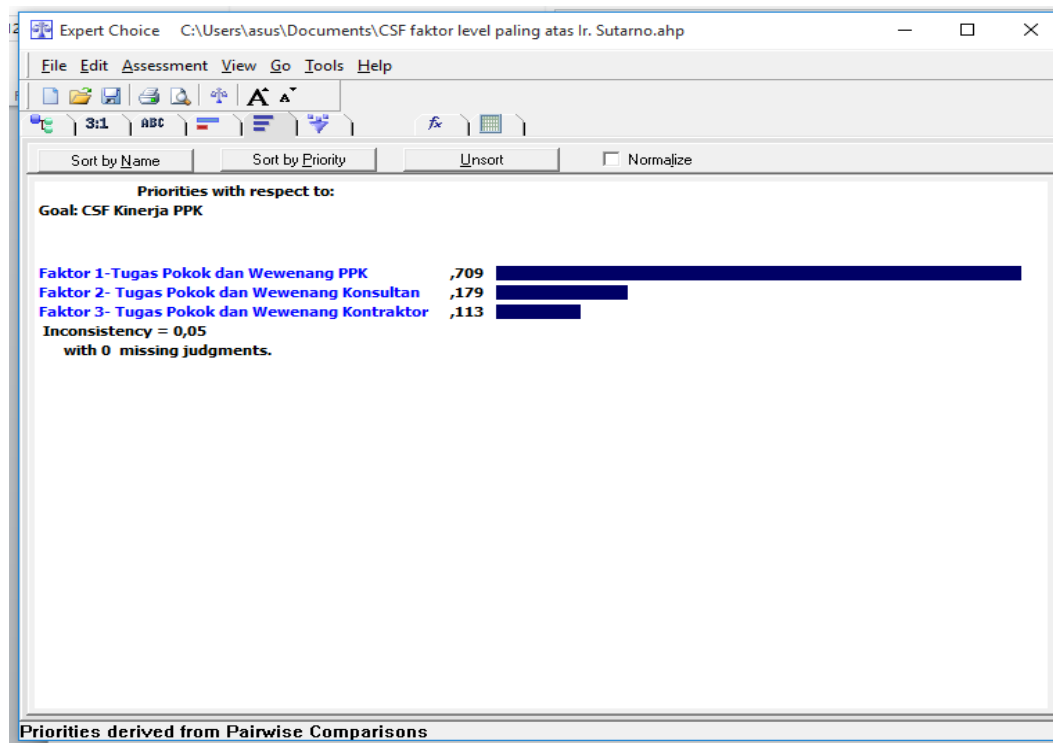 Expert Choice C:\Users\asus\Documents\CSF faktor level paling atas Ir. Sutarno.ahp
File Edit Assessment View Go Tools Help
A A
3:1 ABC fx
Sort by Name Sort by Priority Unsort Normalize
Priorities with respect to:
Goal: CSF Kinerja PPK
Faktor 1-Tugas Pokok dan Wewenang PPK ,709
Faktor 2- Tugas Pokok dan Wewenang Konsultan ,179
Faktor 3- Tugas Pokok dan Wewenang Kontraktor ,113
Inconsistency = 0,05
with 0 missing judgments.
Priorities derived from Pairwise Comparisons